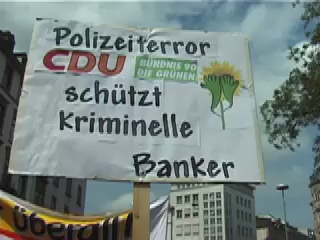 Polizeiterror
CDU BÜNDNIS 90
DIE GRÜNEN
schützt
Kriminelle
Banker
überall!